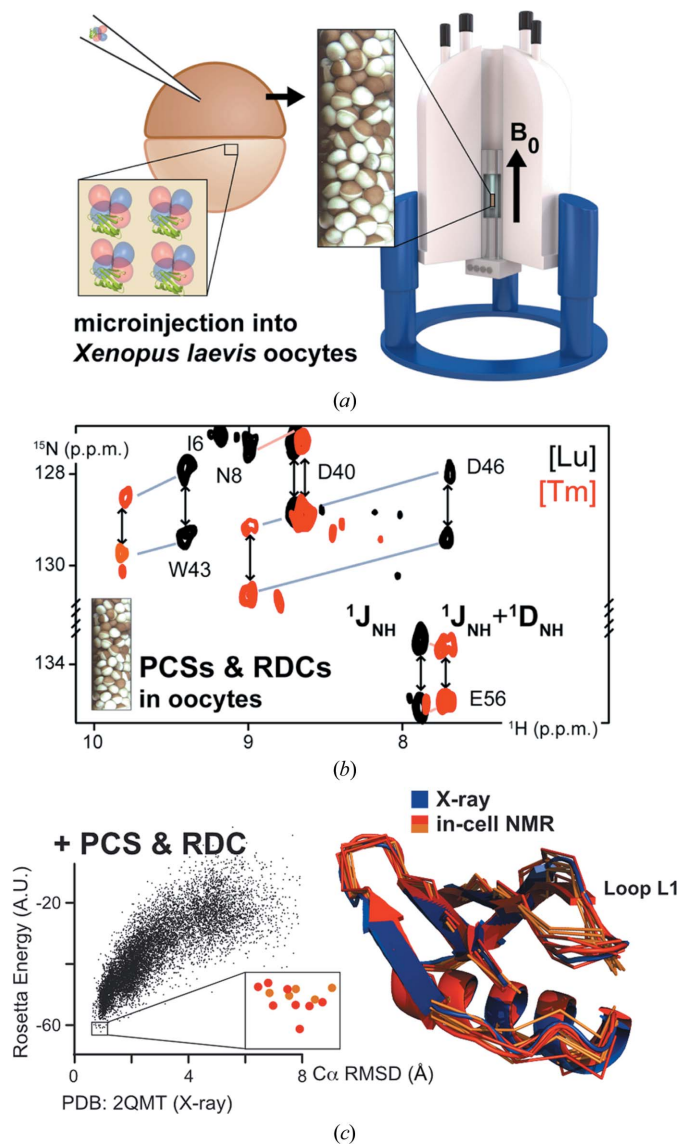 B0
microinjection into
Xenopus laevis oocytes
(a)
15N (p.p.m.)
128
130
134
I6
N8
D40
D46
[Lu]
[Tm]
W43
1JNH
1JNH+1DNH
PCSs & RDCs
in oocytes
E56
10
9
8
1H (p.p.m.)
(b)
+ PCS & RDC
X-ray
in-cell NMR
Loop L1
Rosetta Energy (A.U.)
-20
-60
0
4
8
Cα RMSD (Å)
PDB: 2QMT (X-ray)
(c)